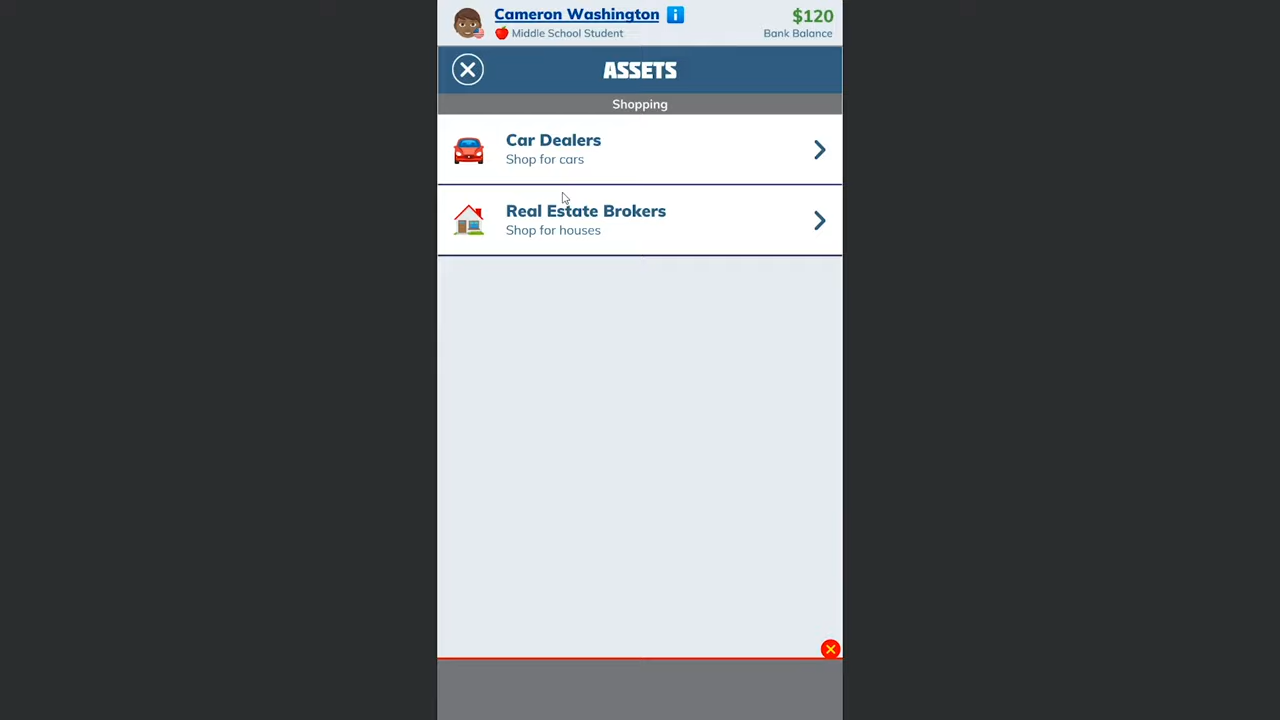 Cameron Washington
$120
Middle School Student
Bank Balance
ASSETS
Shopping
Car Dealers
Shop for cars
Real Estate Brokers
Shop for houses